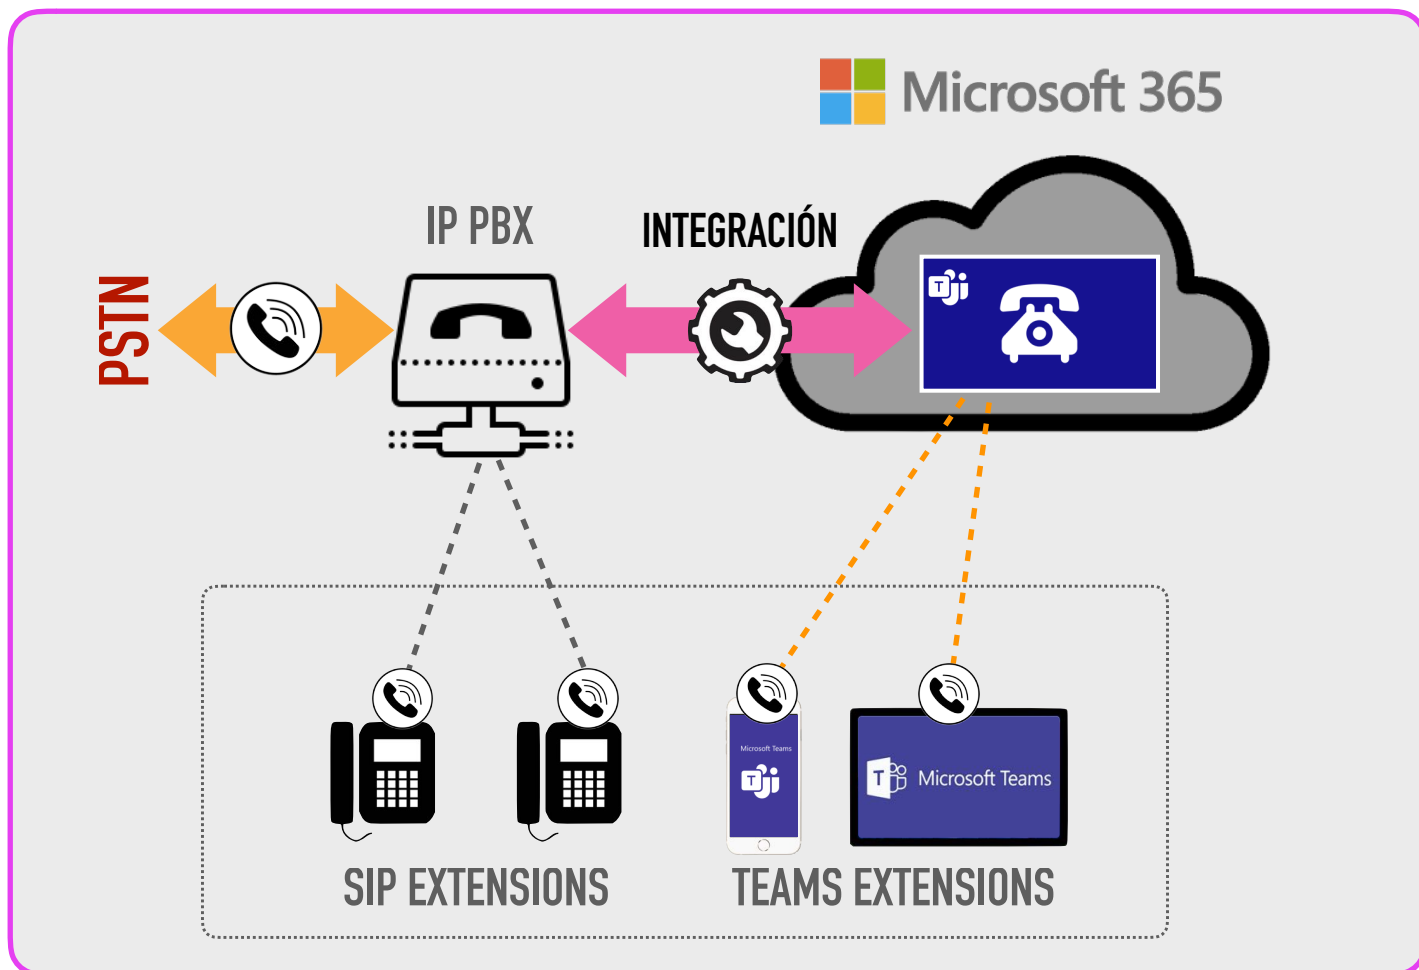 Microsoft 365
IP PBX
INTEGRACIÓN
PSTN
T
Microsoft Teams
T
T
Microsoft Teams
SIP EXTENSIONS
TEAMS EXTENSIONS